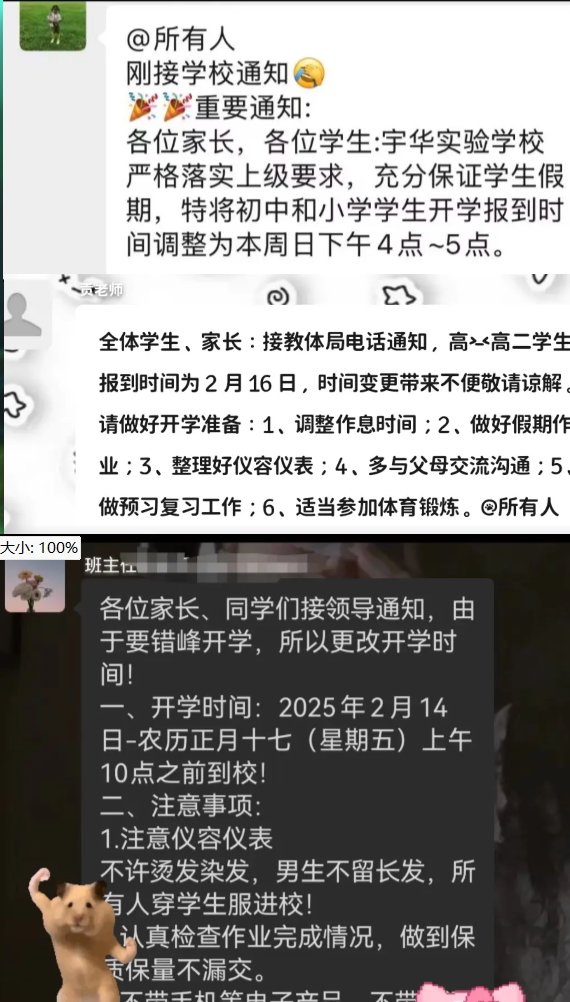 @所有人
刚接学校通知😂
🎉🎉重要通知:
各位家长，各位学生:宇华实验学校
严格落实上级要求，充分保证学生假
期，特将初中和小学学生开学报到时
间调整为本周日下午4点~5点。
贡老师
全体学生、家长：接教体局电话通知，高一高二学生
报到时间为2月16日，时间变更带来不便敬请谅解。
请做好开学准备：1、调整作息时间；2、做好假期作
业；3、整理好仪容仪表；4、多与父母交流沟通；5、
做预习复习工作；6、适当参加体育锻炼。@所有人
大小: 100%
班主任
各位家长、同学们接领导通知，由
于要错峰开学，所以更改开学时
间！
一、开学时间：2025年2月14
日-农历正月十七（星期五）上午
10点之前到校！
二、注意事项:
1.注意仪容仪表
不许烫发染发，男生不留长发，所
有人穿学生服进校！
认真检查作业完成情况，做到保
质保量不漏交。
不带手机等电子产品，不带